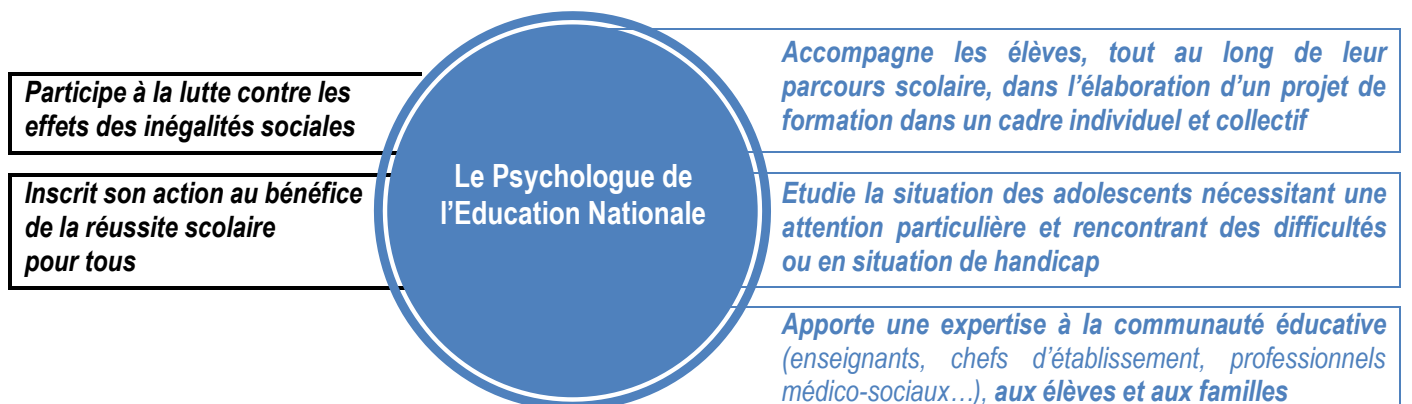 Participe à la lutte contre les
effets des inégalités sociales
Inscrit son action au bénéfice
de la réussite scolaire
pour tous
Le Psychologue de
l’Education Nationale
Accompagne les élèves, tout au long de leur
parcours scolaire, dans l’élaboration d’un projet de
formation dans un cadre individuel et collectif
Etudie la situation des adolescents nécessitant une
attention particulière et rencontrant des difficultés
ou en situation de handicap
Apporte une expertise à la communauté éducative
(enseignants, chefs d’établissement, professionnels
médico-sociaux…), aux élèves et aux familles